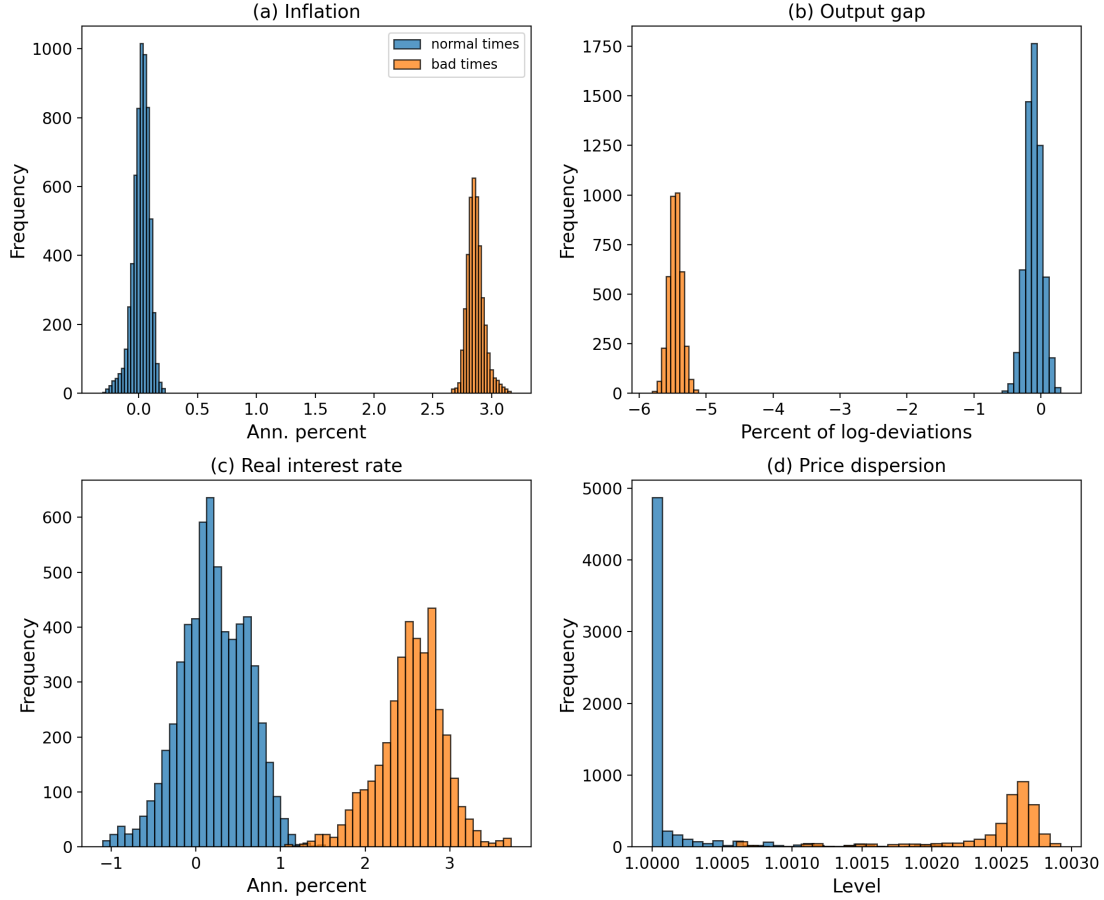 (a) Inflation
1000
800
600
400
200
0
Frequency
normal times
bad times
0.0 0.5 1.0 1.5 2.0 2.5 3.0
Ann. percent
(b) Output gap
1750
1500
1250
1000
750
500
250
0
Frequency
−6 −5 −4 −3 −2 −1 0
Percent of log-deviations
(c) Real interest rate
600
500
400
300
200
100
0
Frequency
−1 0 1 2 3
Ann. percent
(d) Price dispersion
5000
4000
3000
2000
1000
0
Frequency
1.0000 1.0005 1.0010 1.0015 1.0020 1.0025 1.0030
Level